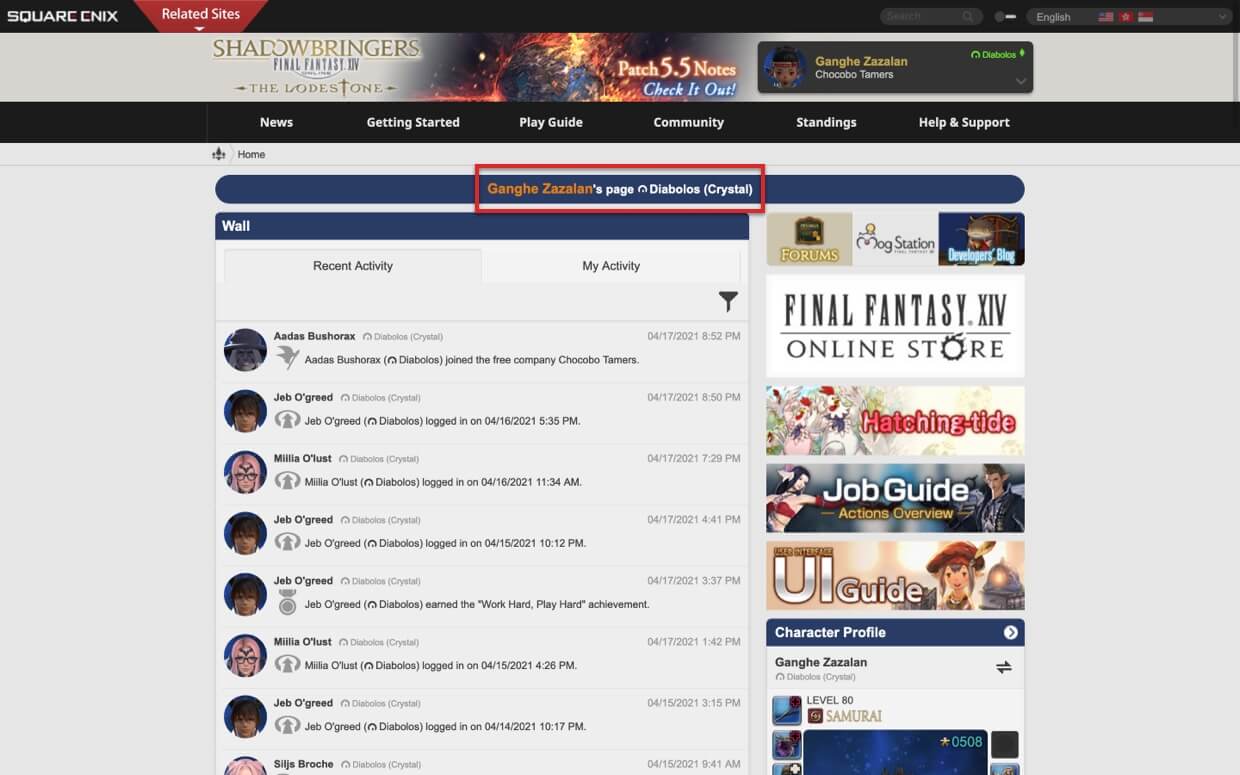 SQUARE ENIX
Related Sites
Search
English
SHADOWBRINGERS
FINAL FANTASY XIV
ONLINE
THE LODESTONE
Patch 5.5 Notes
Check It Out!
Ganghe Zazalan
Chocobo Tamers
Diabolos
News Getting Started Play Guide Community Standings Help & Support
Home
Ganghe Zazalan's page Diabolos (Crystal)
Wall
Recent Activity My Activity
Aadas Bushorax Diabolos (Crystal) 04/17/2021 8:52 PM
Aadas Bushorax (Diabolos) joined the free company Chocobo Tamers.
Jeb O'greed Diabolos (Crystal) 04/17/2021 8:50 PM
Jeb O'greed (Diabolos) logged in on 04/16/2021 5:35 PM.
Miilia O'lust Diabolos (Crystal) 04/17/2021 7:29 PM
Miilia O'lust (Diabolos) logged in on 04/16/2021 11:34 AM.
Jeb O'greed Diabolos (Crystal) 04/17/2021 4:41 PM
Jeb O'greed (Diabolos) logged in on 04/15/2021 10:12 PM.
Jeb O'greed Diabolos (Crystal) 04/17/2021 3:37 PM
Jeb O'greed (Diabolos) earned the "Work Hard, Play Hard" achievement.
Miilia O'lust Diabolos (Crystal) 04/17/2021 1:42 PM
Miilia O'lust (Diabolos) logged in on 04/15/2021 4:26 PM.
Jeb O'greed Diabolos (Crystal) 04/15/2021 3:15 PM
Jeb O'greed (Diabolos) logged in on 04/14/2021 10:17 PM.
Siljs Broche Diabolos (Crystal) 04/15/2021 9:41 AM
FORUMS
Mog Station
FINAL FANTASY XIV
Developers' Blog
FINAL FANTASY XIV
ONLINE STORE
Hatching-tide
Job Guide
Actions Overview
USER INTERFACE
UI Guide
Character Profile
Ganghe Zazalan
Diabolos (Crystal)
LEVEL 80
SAMURAI
0508